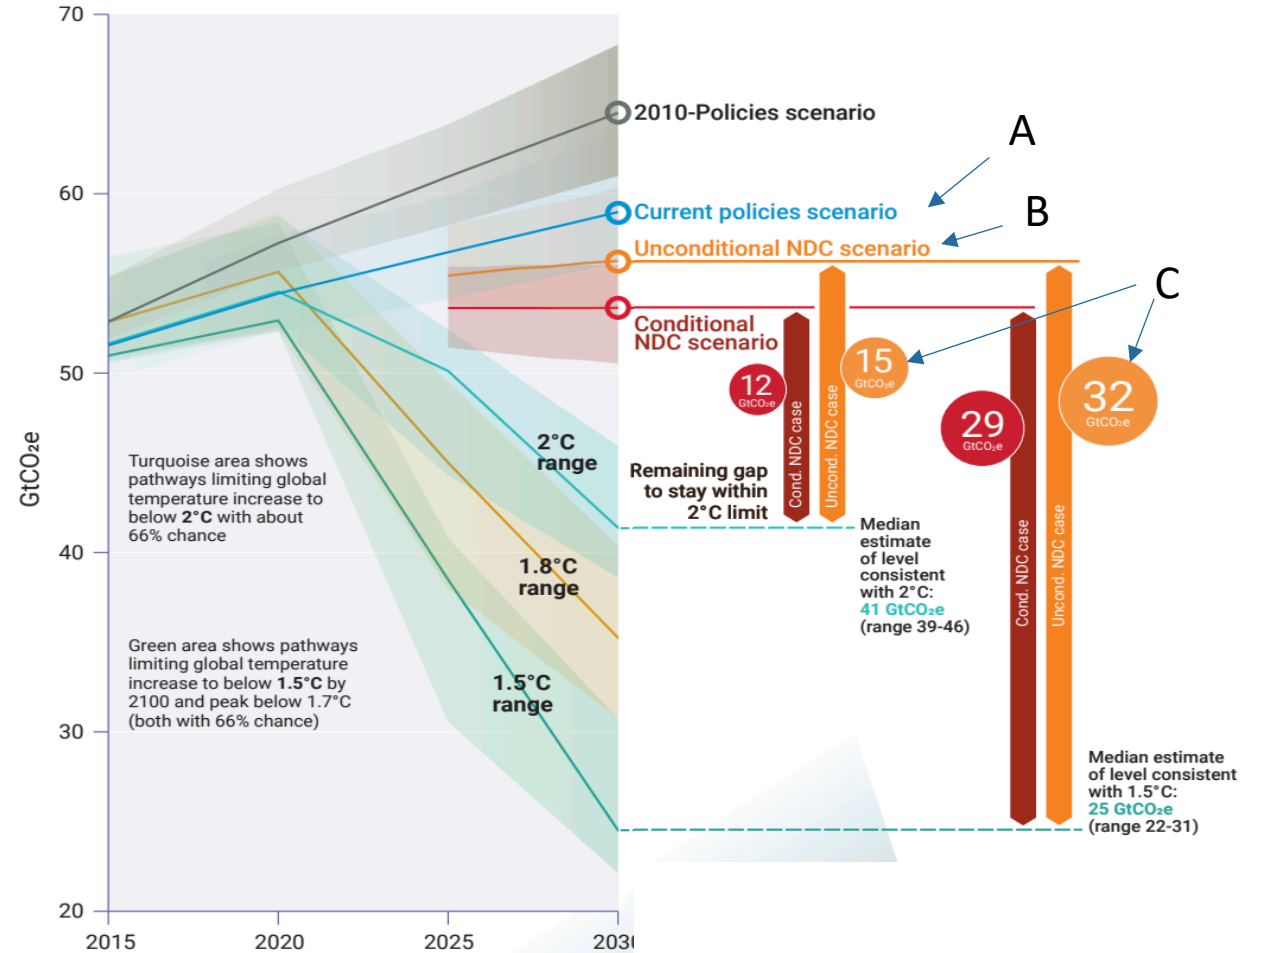 70
60
50
40
30
20
GtCO₂e
2015
2020
2025
203
2010-Policies scenario
A
Current policies scenario
B
Unconditional NDC scenario
C
Conditional
NDC scenario
12
GtCO₂e
15
GtCO₂e
29
GtCO₂e
32
GtCO₂e
Cond. NDC case
Uncond. NDC case
Cond. NDC case
Uncond. NDC case
2°C
range
Remaining gap
to stay within
2°C limit
Turquoise area shows
pathways limiting global
temperature increase to
below 2°C with about
66% chance
Median
estimate
of level
consistent
with 2°C:
41 GtCO₂e
(range 39-46)
1.8°C
range
Green area shows pathways
limiting global temperature
increase to below 1.5°C by
2100 and peak below 1.7°C
(both with 66% chance)
1.5°C
range
Median estimate
of level consistent
with 1.5°C:
25 GtCO₂e
(range 22-31)